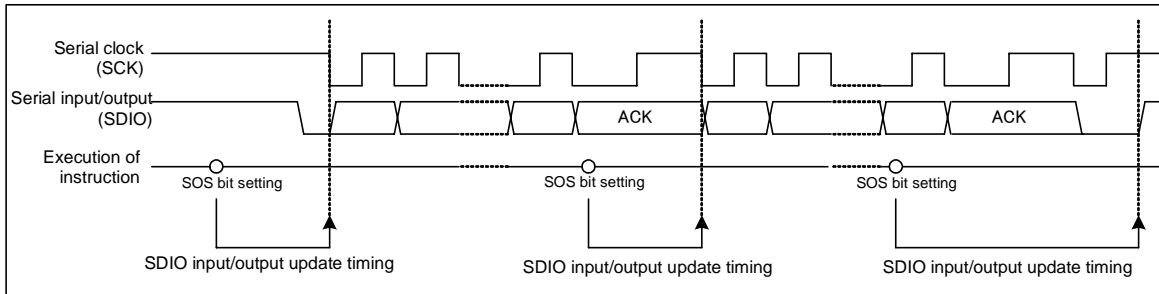 Serial clock
(SCK)
Serial input/output
(SDIO)
ACK
ACK
Execution of
instruction
SOS bit setting
SOS bit setting
SOS bit setting
SDIO input/output update timing
SDIO input/output update timing
SDIO input/output update timing